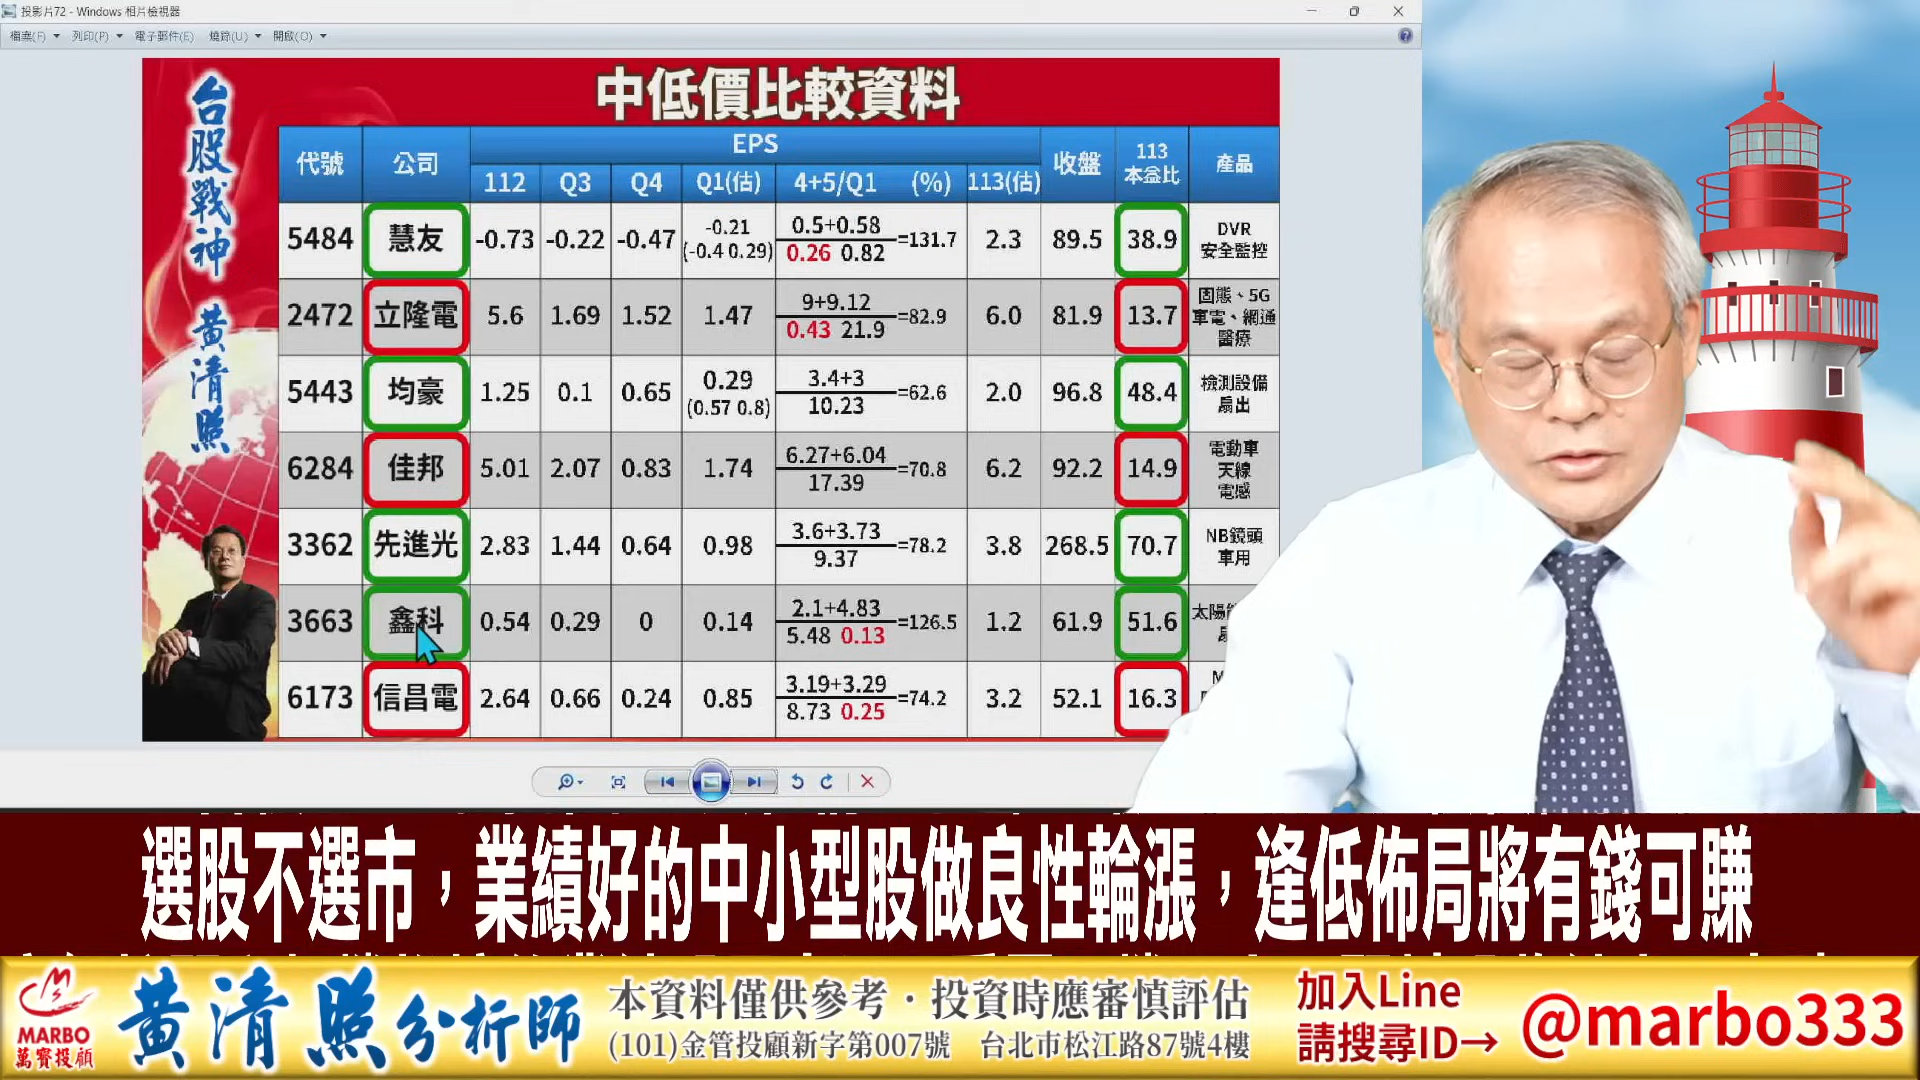 投影片72 - Windows 相片檢視器
檔案(F) 列印(P) 電子郵件(E) 燒錄(U) 開啟(O)
台股戰神 黃清照
中低價比較資料
代號 公司 EPS 收盤 113本益比 產品
112 Q3 Q4 Q1(估) 4+5/Q1 (%) 113(估)
5484 慧友 -0.73 -0.22 -0.47 -0.21 (-0.4 0.29) 0.5+0.58 / 0.26 0.82 =131.7 2.3 89.5 38.9 DVR 安全監控
2472 立隆電 5.6 1.69 1.52 1.47 9+9.12 / 0.43 21.9 =82.9 6.0 81.9 13.7 固態、5G 車電、網通 醫療
5443 均豪 1.25 0.1 0.65 0.29 (0.57 0.8) 3.4+3 / 10.23 =62.6 2.0 96.8 48.4 檢測設備 扇出
6284 佳邦 5.01 2.07 0.83 1.74 6.27+6.04 / 17.39 =70.8 6.2 92.2 14.9 電動車 天線 電感
3362 先進光 2.83 1.44 0.64 0.98 3.6+3.73 / 9.37 =78.2 3.8 268.5 70.7 NB鏡頭 車用
3663 鑫科 0.54 0.29 0 0.14 2.1+4.83 / 5.48 0.13 =126.5 1.2 61.9 51.6 太陽
6173 信昌電 2.64 0.66 0.24 0.85 3.19+3.29 / 8.73 0.25 =74.2 3.2 52.1 16.3
選股不選市，業績好的中小型股做良性輪漲，逢低佈局將有錢可賺
MARBO
萬寶投顧
黃清照分析師
本資料僅供參考．投資時應審慎評估
(101)金管投顧新字第007號 台北市松江路87號4樓
加入Line
請搜尋ID→
@marbo333